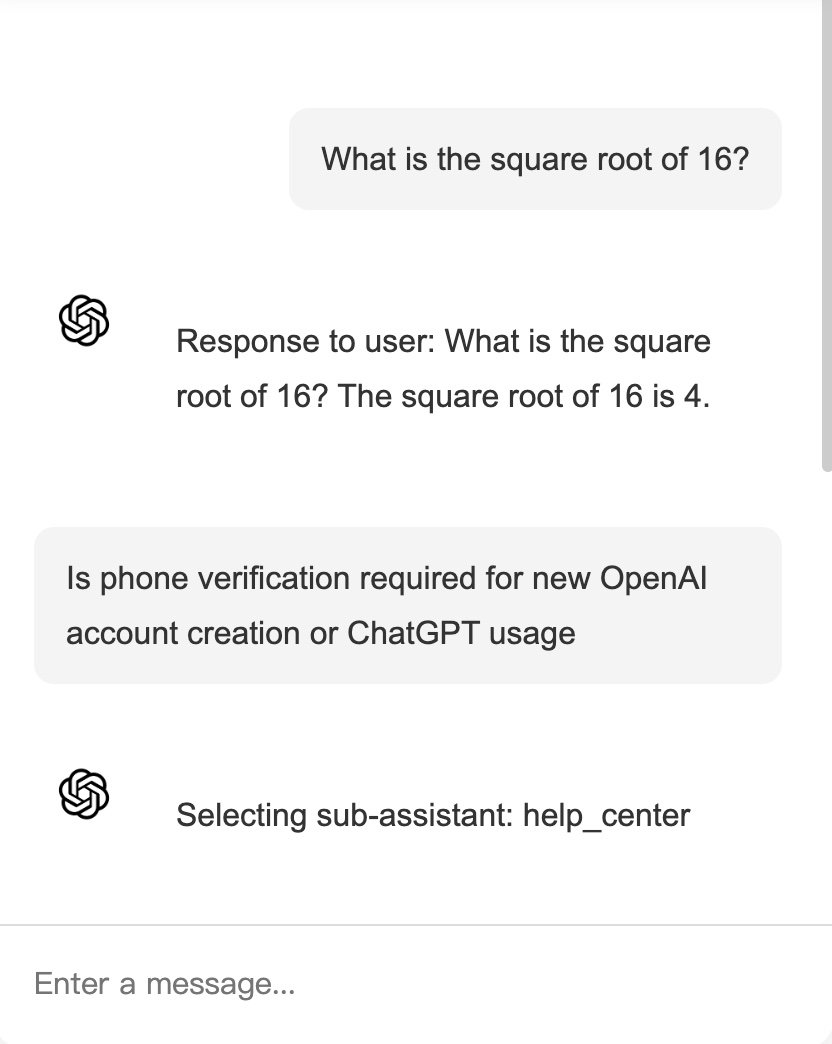 What is the square root of 16?
Response to user: What is the square
root of 16? The square root of 16 is 4.
Is phone verification required for new OpenAI
account creation or ChatGPT usage
Selecting sub-assistant: help_center
Enter a message...